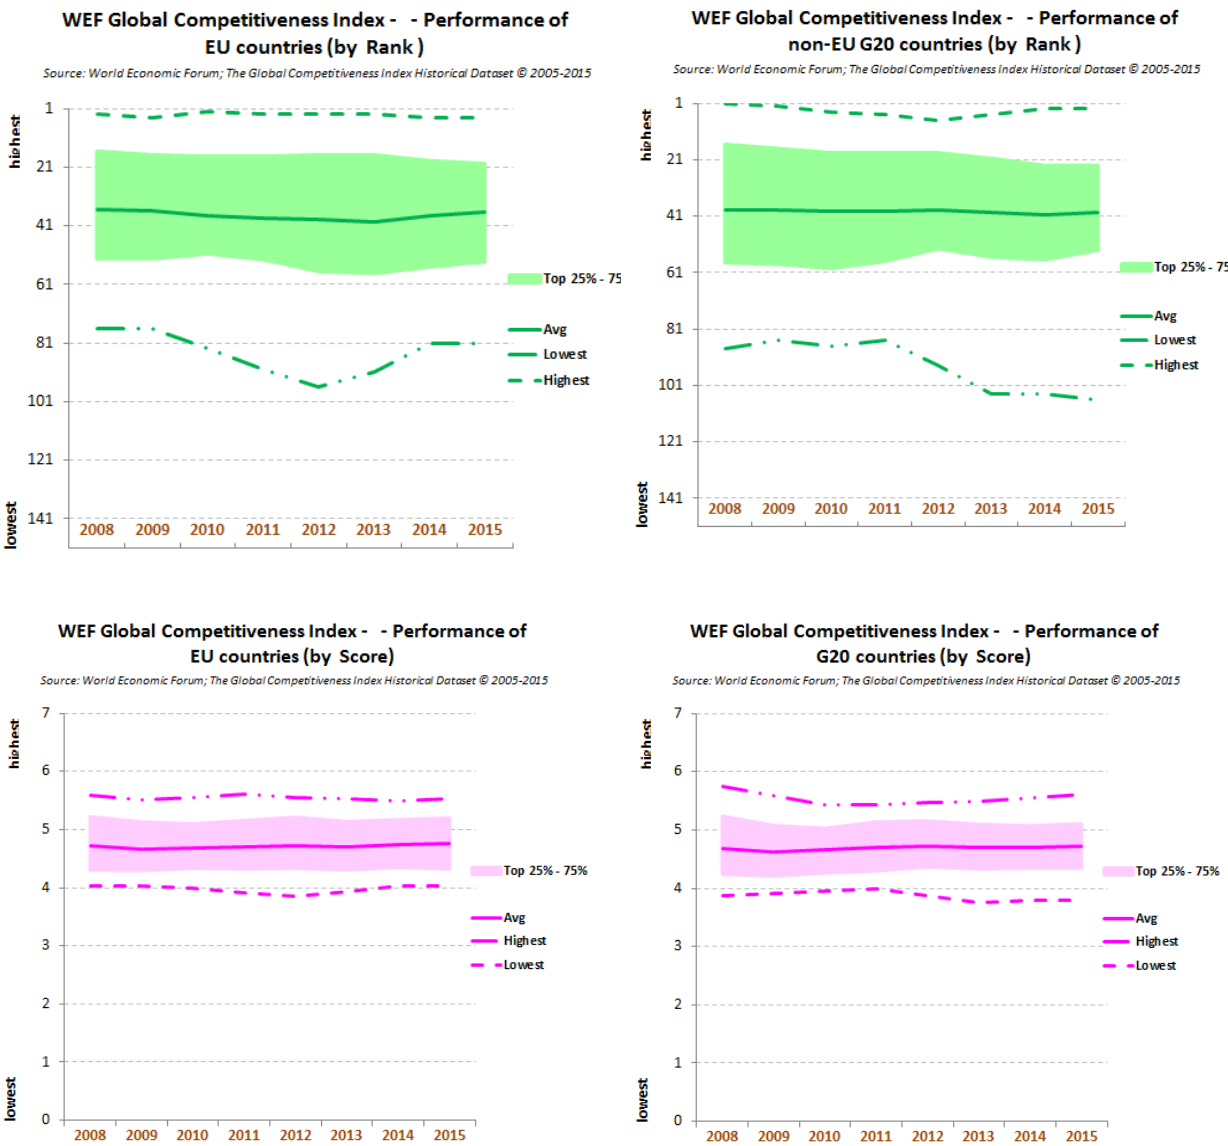 WEF Global Competitiveness Index -   - Performance of
EU countries (by Rank )
Source: World Economic Forum; The Global Competitiveness Index Historical Dataset © 2005-2015
highest
1
21
41
61
81
101
121
141
lowest
2008 2009 2010 2011 2012 2013 2014 2015
Top 25% - 75
Avg
Lowest
Highest
WEF Global Competitiveness Index -   - Performance of
non-EU G20 countries (by Rank )
Source: World Economic Forum; The Global Competitiveness Index Historical Dataset © 2005-2015
highest
1
21
41
61
81
101
121
141
lowest
2008 2009 2010 2011 2012 2013 2014 2015
Top 25% - 75
Avg
Lowest
Highest
WEF Global Competitiveness Index -   - Performance of
EU countries (by Score)
Source: World Economic Forum; The Global Competitiveness Index Historical Dataset © 2005-2015
highest
7
6
5
4
3
2
1
0
lowest
2008 2009 2010 2011 2012 2013 2014 2015
Top 25% - 75%
Avg
Highest
Lowest
WEF Global Competitiveness Index -   - Performance of
G20 countries (by Score)
Source: World Economic Forum; The Global Competitiveness Index Historical Dataset © 2005-2015
highest
7
6
5
4
3
2
1
0
lowest
2008 2009 2010 2011 2012 2013 2014 2015
Top 25% - 75%
Avg
Highest
Lowest